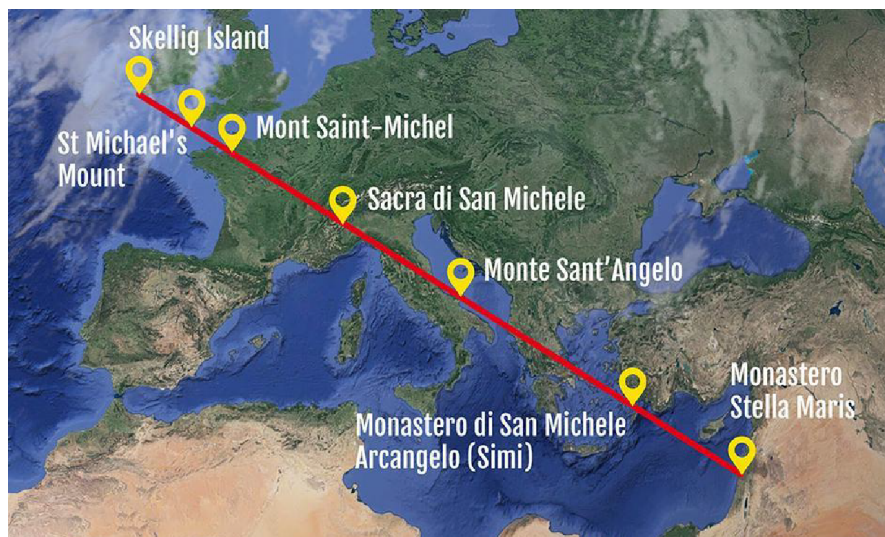 Skellig Island
St Michael's
Mount
Mont Saint-Michel
Sacra di San Michele
Monte Sant’Angelo
Monastero di San Michele
Arcangelo (Simi)
Monastero
Stella Maris